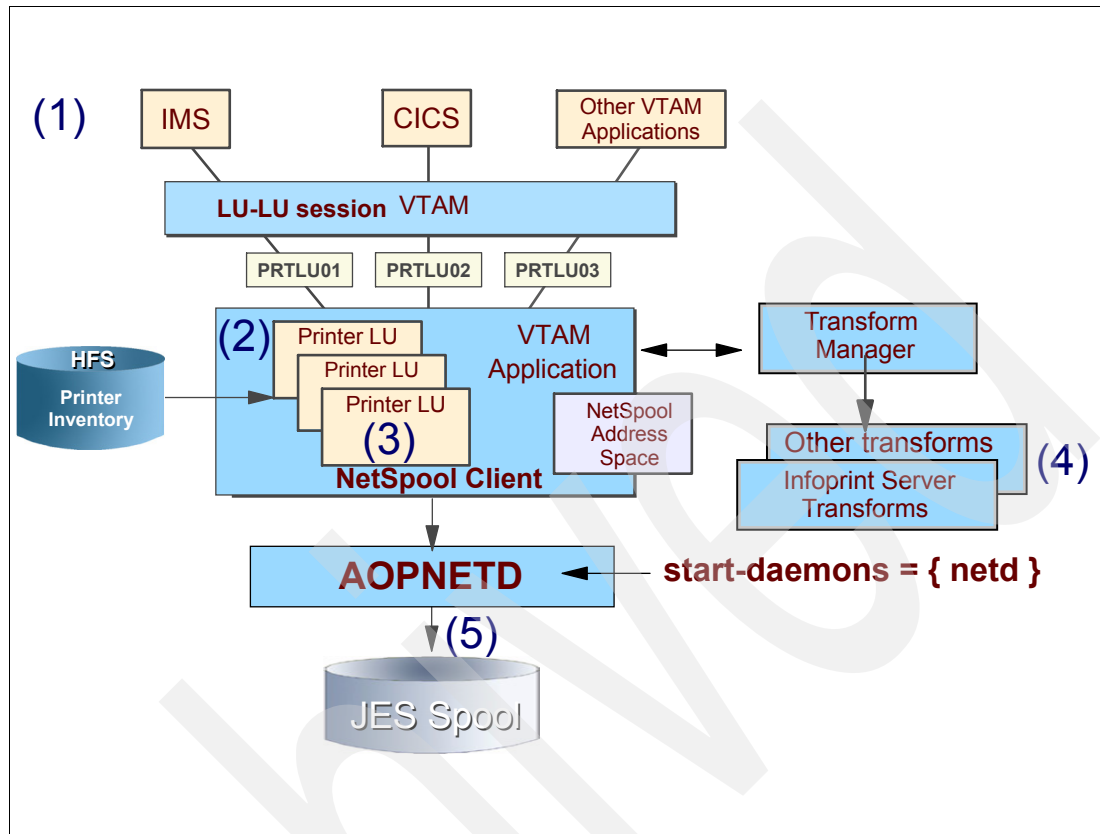 (1)
IMS
CICS
Other VTAM
Applications
LU-LU session VTAM
PRTLU01
PRTLU02
PRTLU03
(2)
Printer LU
Printer LU
Printer LU
(3)
VTAM
Application
NetSpool
Address
Space
NetSpool Client
HFS
Printer
Inventory
Transform
Manager
Other transforms
(4)
Infoprint Server
Transforms
AOPNETD
start-daemons = { netd }
(5)
JES Spool